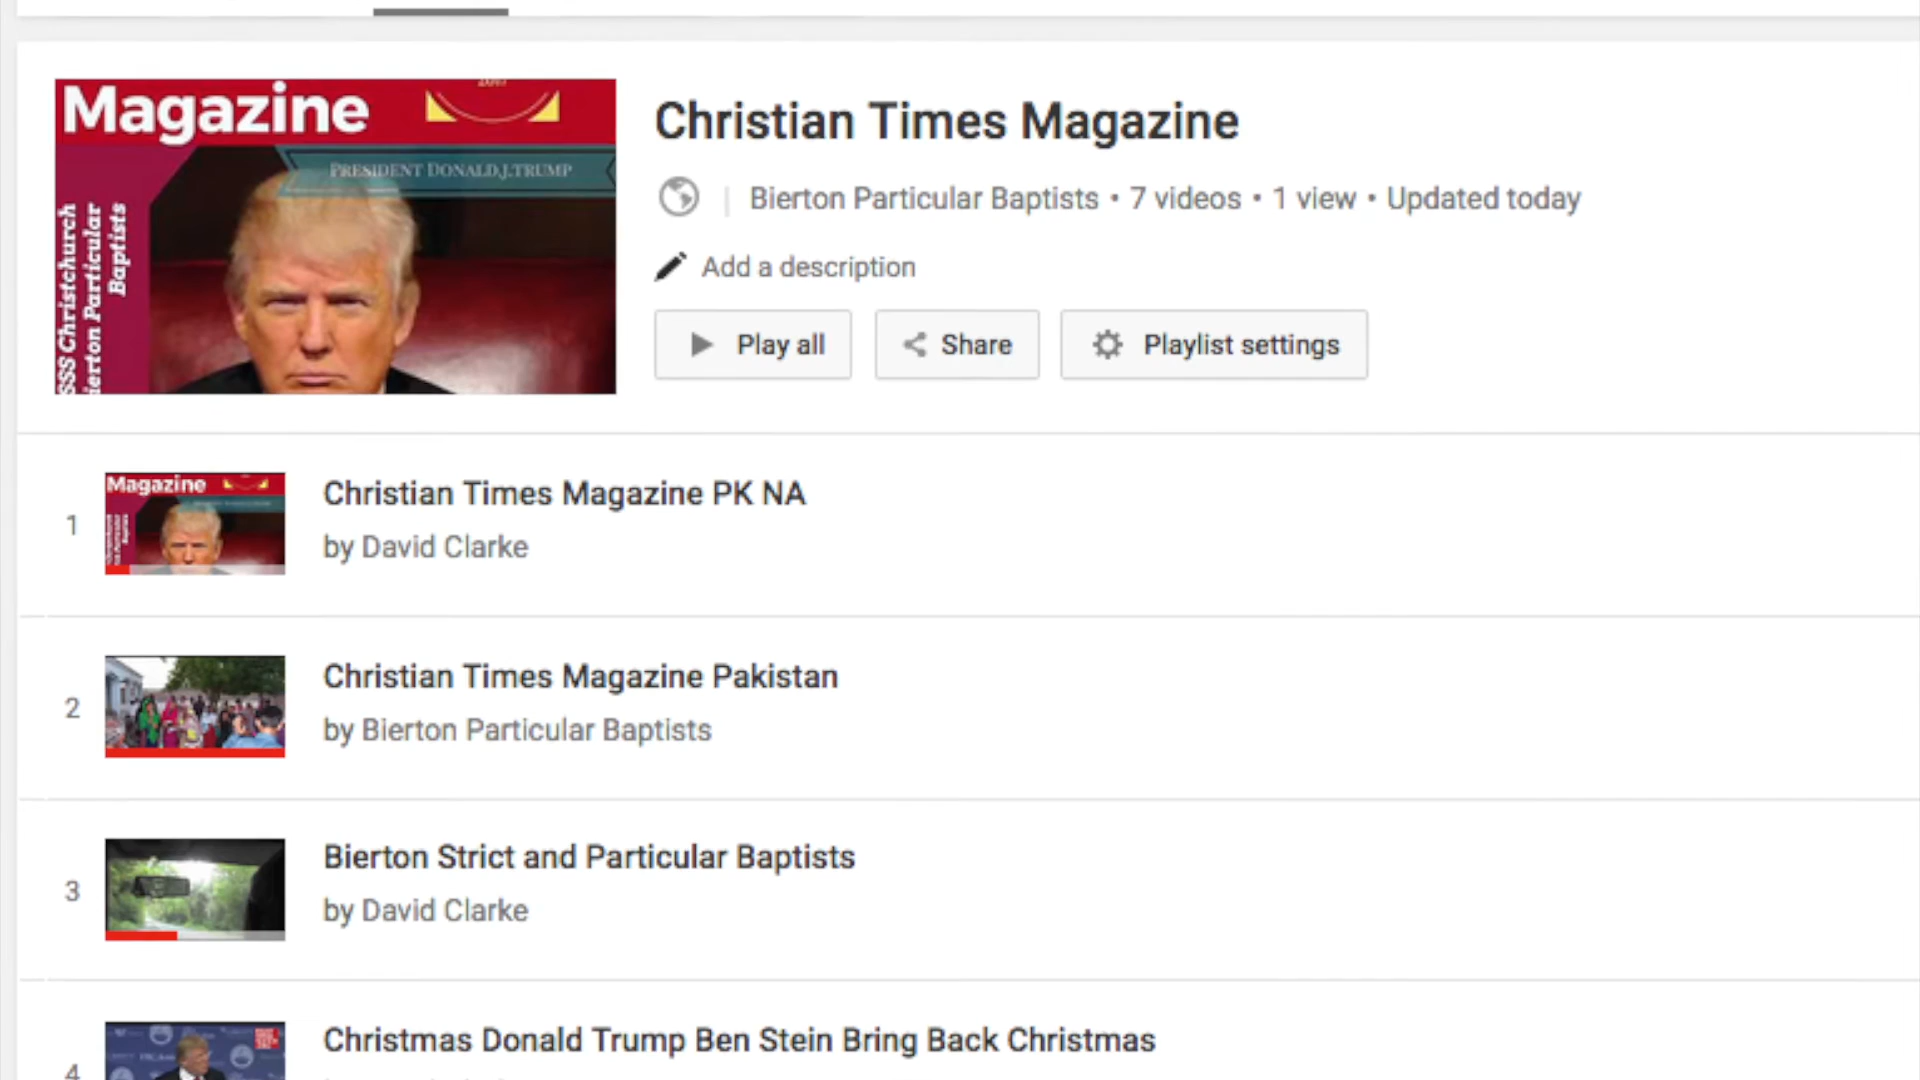 Magazine
2017
PRESIDENT DONALD.J.TRUMP
SSS Christchurch
ierton Particular
Baptists
Christian Times Magazine
Bierton Particular Baptists • 7 videos • 1 view • Updated today
Add a description
Play all
Share
Playlist settings
1
Magazine
Christian Times Magazine PK NA
by David Clarke
2
Christian Times Magazine Pakistan
by Bierton Particular Baptists
3
Bierton Strict and Particular Baptists
by David Clarke
4
Christmas Donald Trump Ben Stein Bring Back Christmas